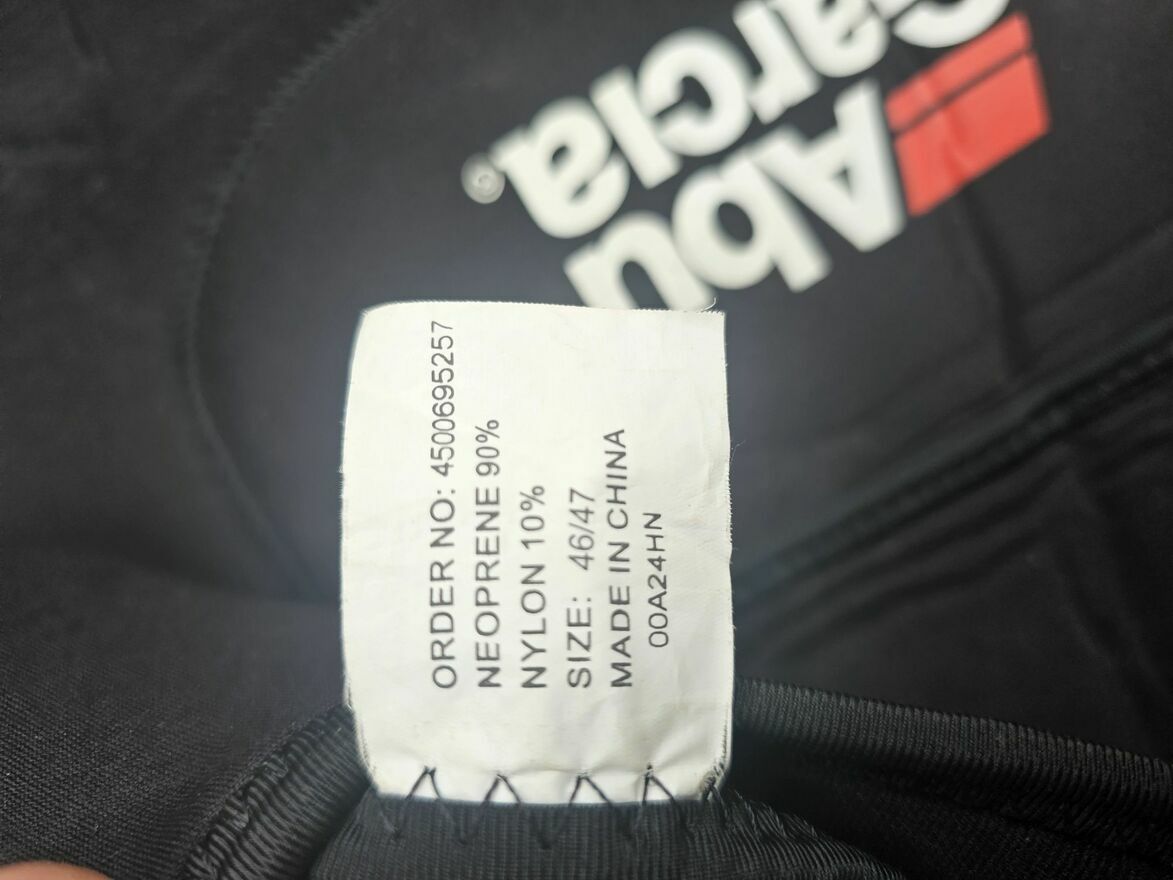 Abu
Garcia®
ORDER NO: 4500695257
NEOPRENE 90%
NYLON 10%
SIZE: 46/47
MADE IN CHINA
00A24HN